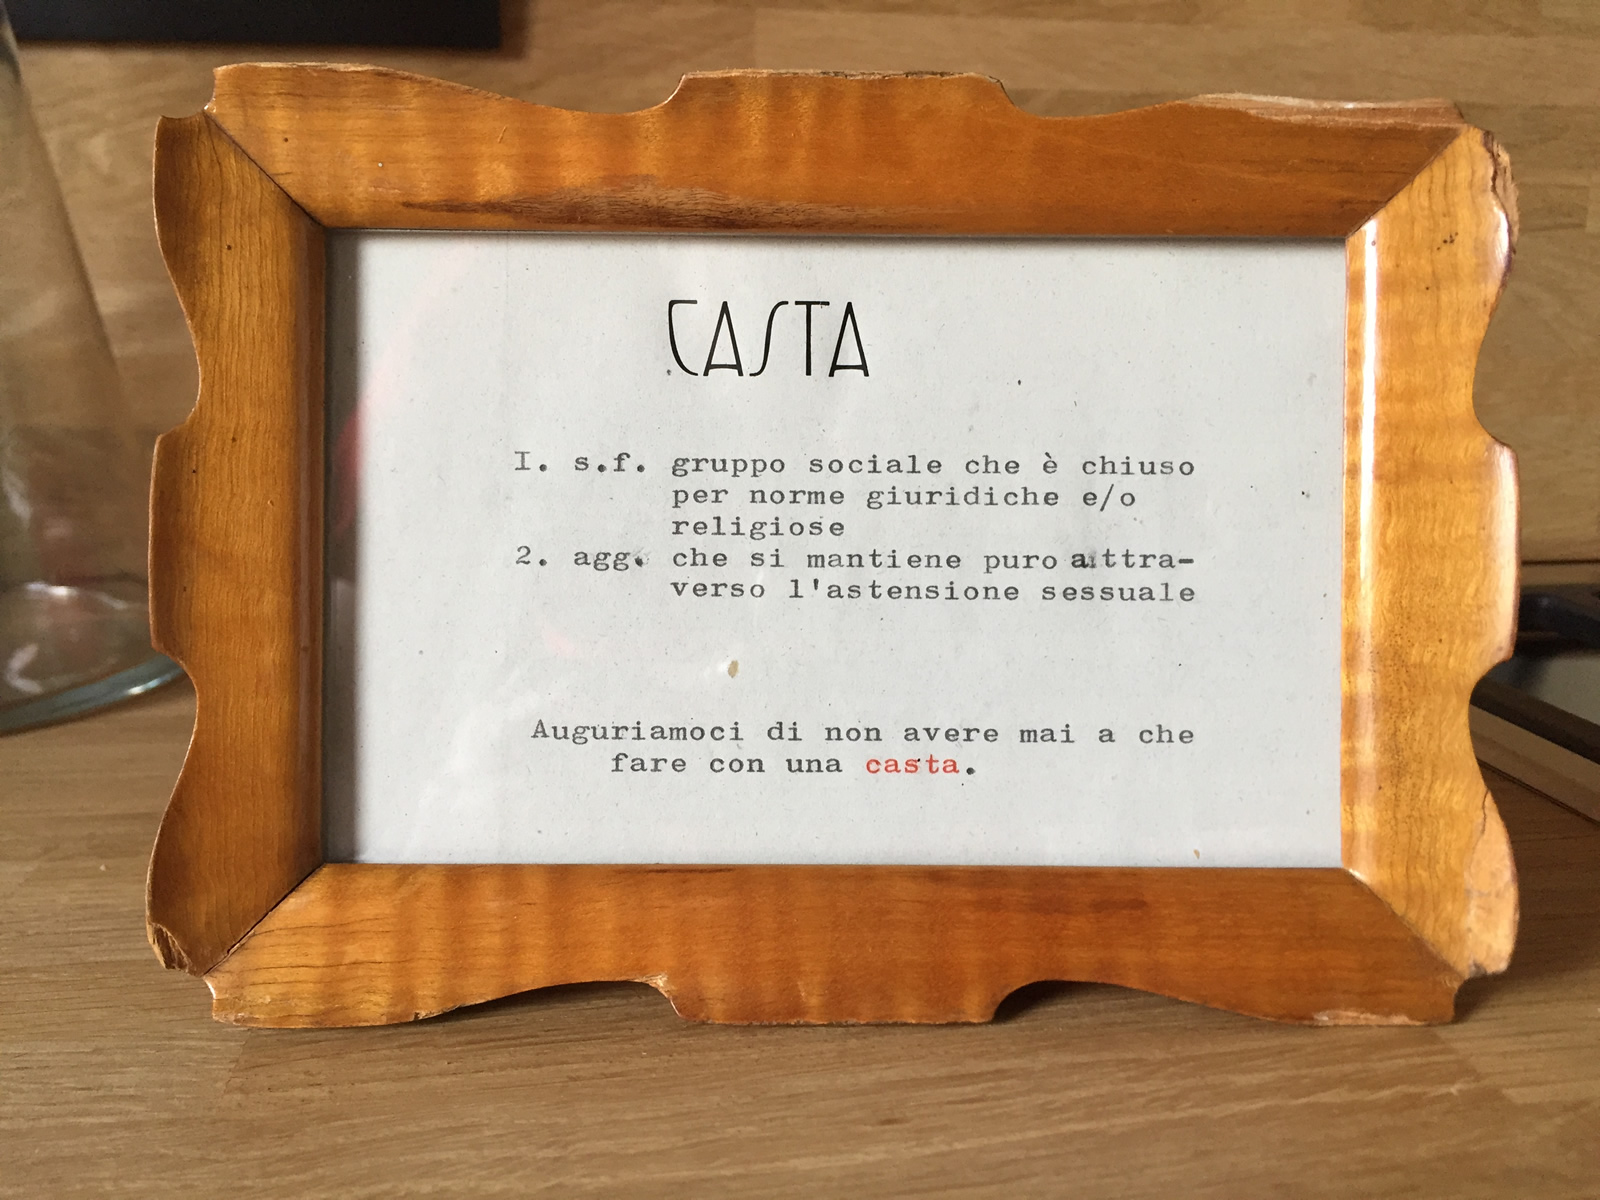 CASTA
I. s.f. gruppo sociale che è chiuso
per norme giuridiche e/o
religiose
2. agg. che si mantiene puro attra-
verso l'astensione sessuale
Auguriamoci di non avere mai a che
fare con una casta.